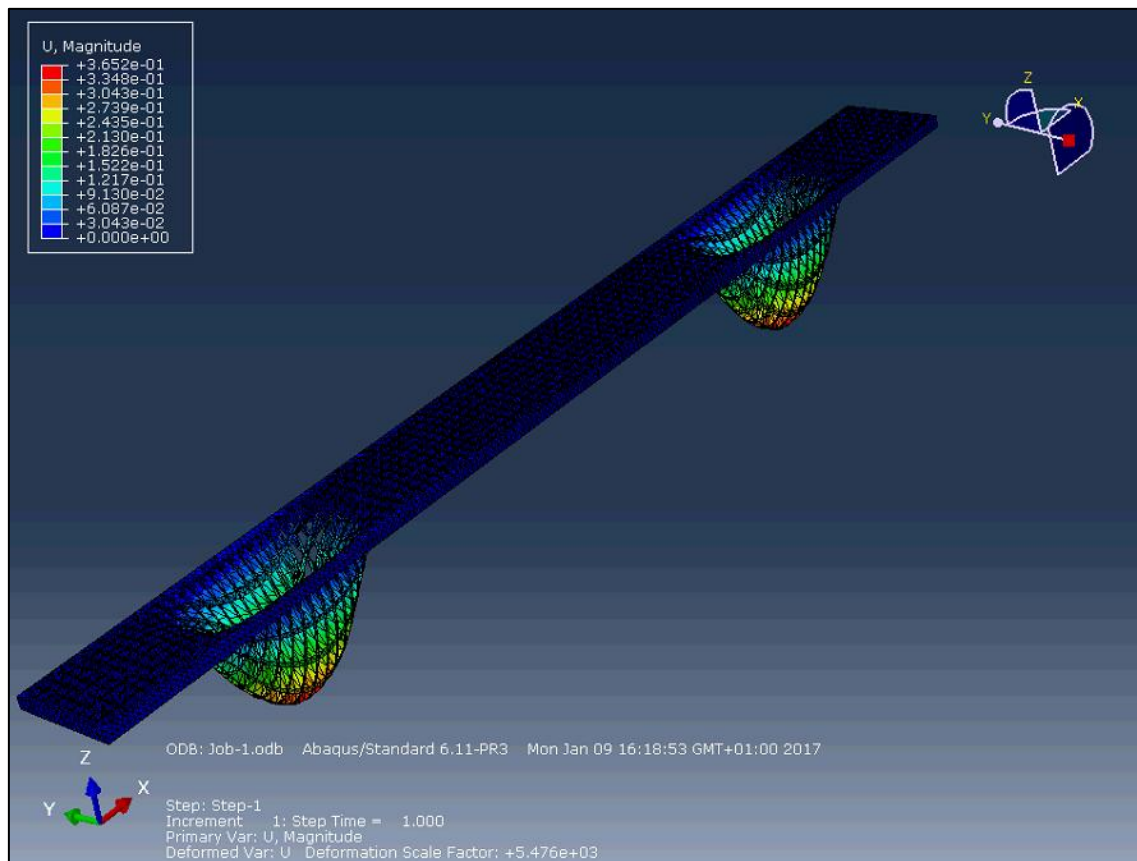 U, Magnitude
+3.652e-01
+3.348e-01
+3.043e-01
+2.739e-01
+2.435e-01
+2.130e-01
+1.826e-01
+1.522e-01
+1.217e-01
+9.130e-02
+6.087e-02
+3.043e-02
+0.000e+00
Z
Y
X
ODB: Job-1.odb Abaqus/Standard 6.11-PR3 Mon Jan 09 16:18:53 GMT+01:00 2017
Z
X
Y
Step: Step-1
Increment 1: Step Time = 1.000
Primary Var: U, Magnitude
Deformed Var: U Deformation Scale Factor: +5.476e+03